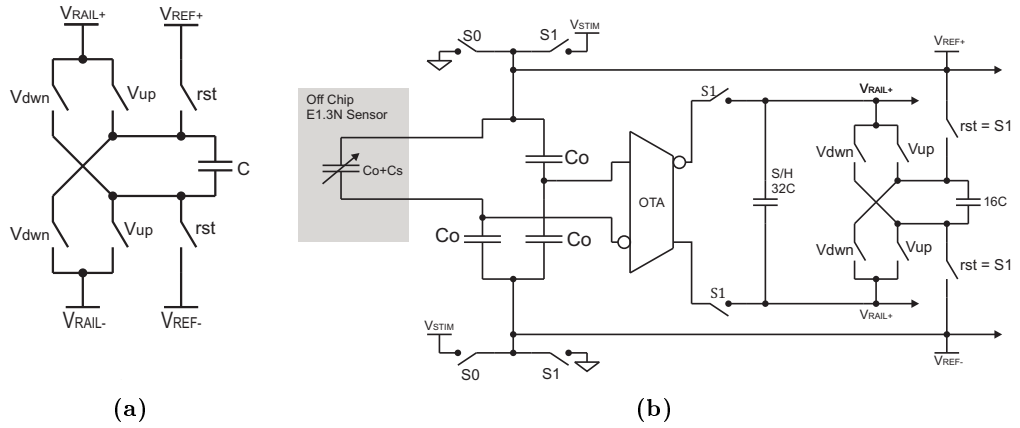 VRAIL+
VREF+
Vdwn
Vup
rst
C
Vdwn
Vup
rst
VRAIL-
VREF-
(a)
S0
S1
VSTIM
VREF+
Off Chip
E1.3N Sensor
Co+Cs
Co
Co
Co
OTA
S1
S/H
32C
S1
VRAIL+
rst = S1
Vdwn
Vup
16C
Vdwn
Vup
rst = S1
VRAIL+
VREF-
VSTIM
S0
S1
(b)